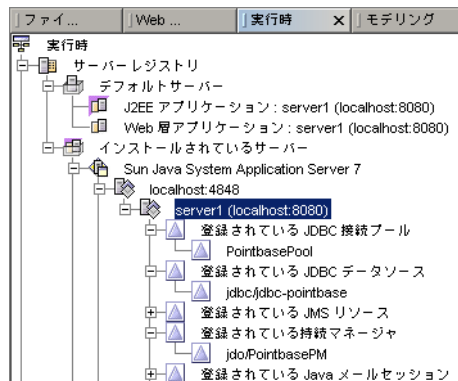 ファイ... Web ... 実行時 x モデリング
実行時
サーバーレジストリ
デフォルトサーバー
J2EE アプリケーション : server1 (localhost:8080)
Web 層アプリケーション : server1 (localhost:8080)
インストールされているサーバー
Sun Java System Application Server 7
localhost:4848
server1 (localhost:8080)
登録されている JDBC 接続プール
PointbasePool
登録されている JDBC データソース
jdbc/jdbc-pointbase
登録されている JMS リソース
登録されている持続マネージャ
jdo/PointbasePM
登録されている Java メールセッション